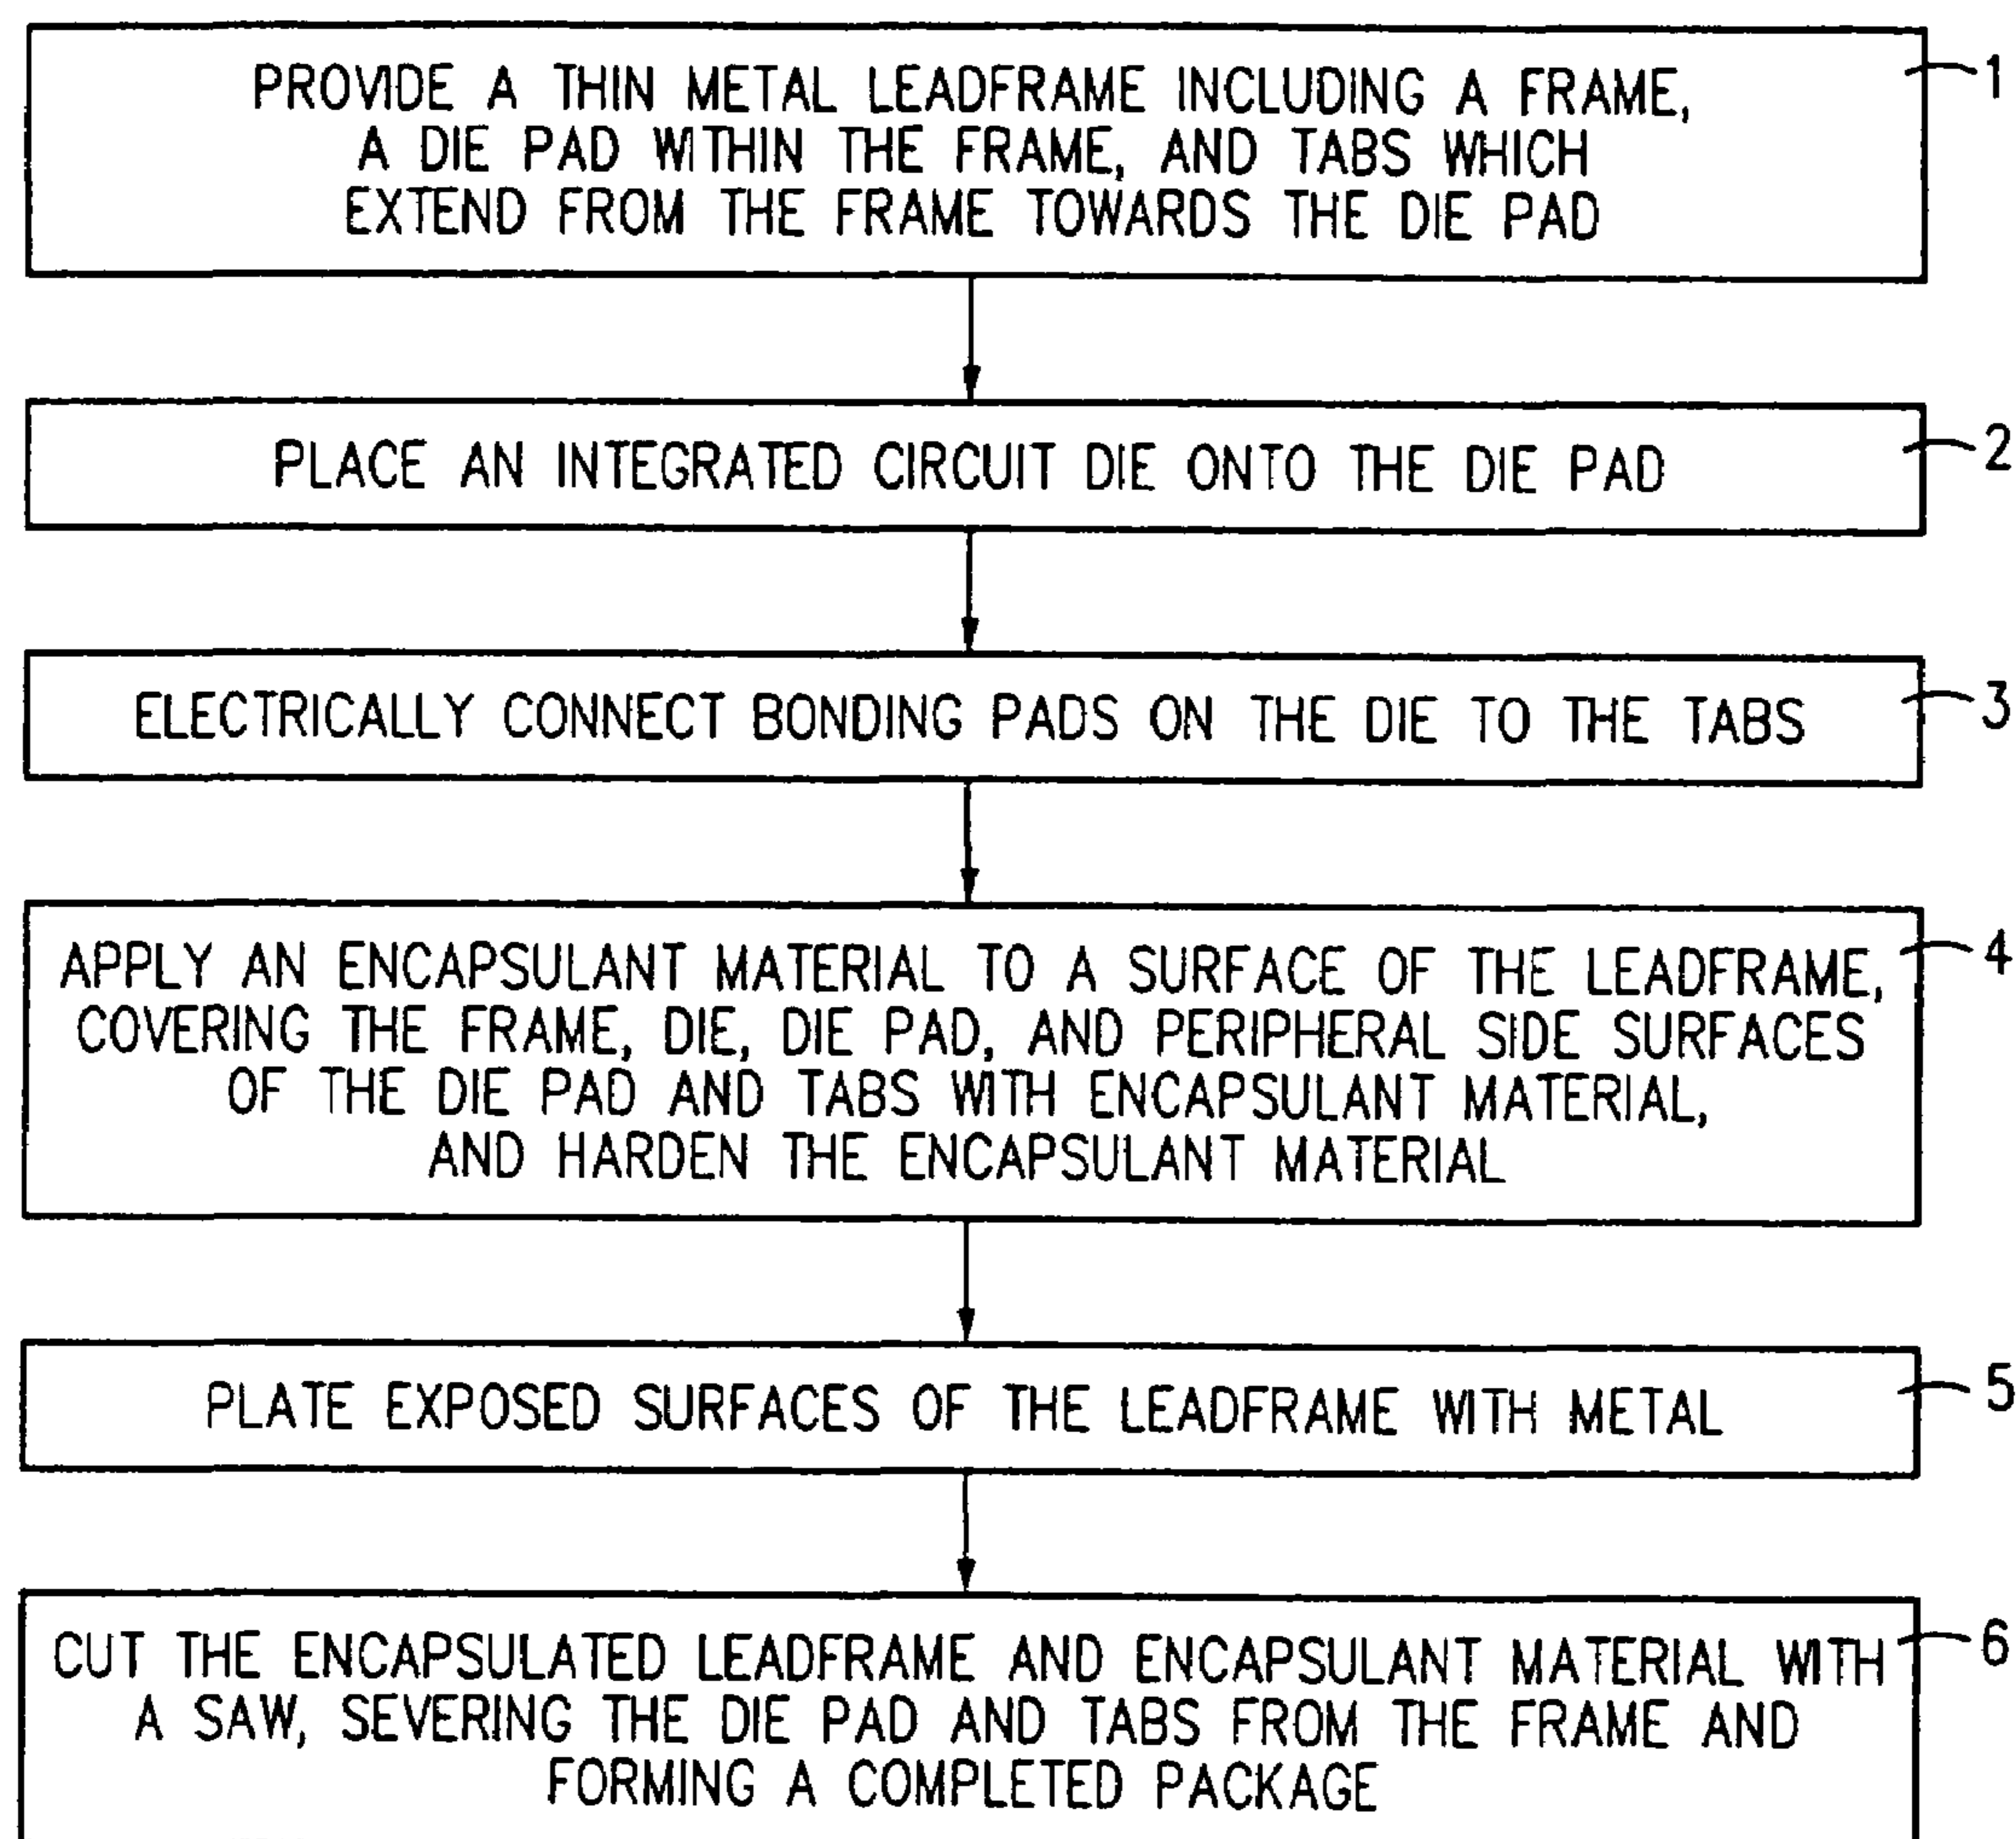 PROVIDE A THIN METAL LEADFRAME INCLUDING A FRAME,
A DIE PAD WITHIN THE FRAME, AND TABS WHICH
EXTEND FROM THE FRAME TOWARDS THE DIE PAD
1
PLACE AN INTEGRATED CIRCUIT DIE ONTO THE DIE PAD
2
ELECTRICALLY CONNECT BONDING PADS ON THE DIE TO THE TABS
3
APPLY AN ENCAPSULANT MATERIAL TO A SURFACE OF THE LEADFRAME,
COVERING THE FRAME, DIE, DIE PAD, AND PERIPHERAL SIDE SURFACES
OF THE DIE PAD AND TABS WITH ENCAPSULANT MATERIAL,
AND HARDEN THE ENCAPSULANT MATERIAL
4
PLATE EXPOSED SURFACES OF THE LEADFRAME WITH METAL
5
CUT THE ENCAPSULATED LEADFRAME AND ENCAPSULANT MATERIAL WITH
A SAW, SEVERING THE DIE PAD AND TABS FROM THE FRAME AND
FORMING A COMPLETED PACKAGE
6